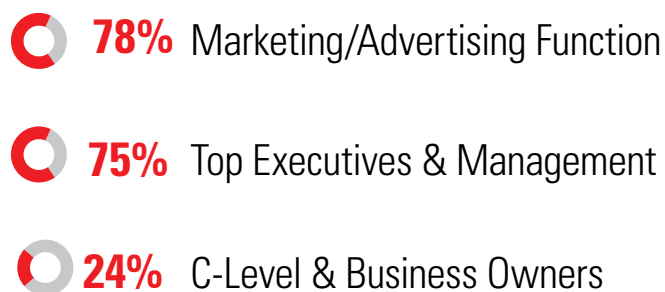 78% Marketing/Advertising Function
75% Top Executives & Management
24% C-Level & Business Owners